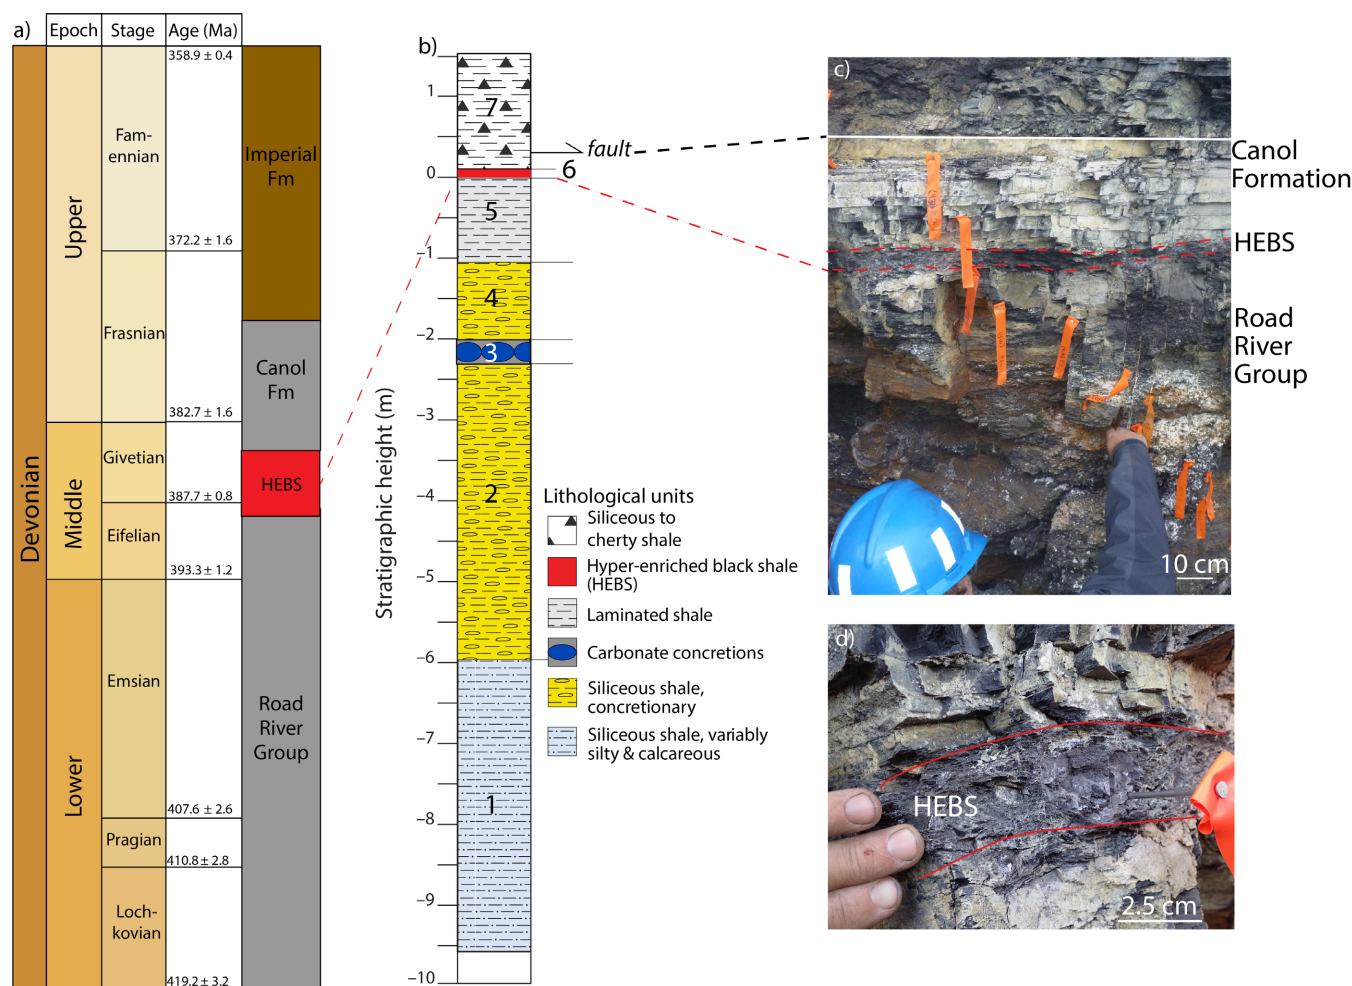 a)
Epoch
Stage
Age (Ma)
Devonian
Upper
Middle
Lower
Fam-
ennian
Frasnian
Givetian
Eifelian
Emsian
Pragian
Loch-
kovian
358.9 ± 0.4
372.2 ± 1.6
382.7 ± 1.6
387.7 ± 0.8
393.3 ± 1.2
407.6 ± 2.6
410.8 ± 2.8
419.2 ± 3.2
Imperial
Fm
Canol
Fm
HEBS
Road
River
Group
b)
Stratigraphic height (m)
1
0
–1
–2
–3
–4
–5
–6
–7
–8
–9
–10
7
6
5
4
3
2
1
fault
Lithological units
Siliceous to
cherty shale
Hyper-enriched black shale
(HEBS)
Laminated shale
Carbonate concretions
Siliceous shale,
concretionary
Siliceous shale, variably
silty & calcareous
c)
Canol
Formation
HEBS
Road
River
Group
10 cm
d)
HEBS
2.5 cm